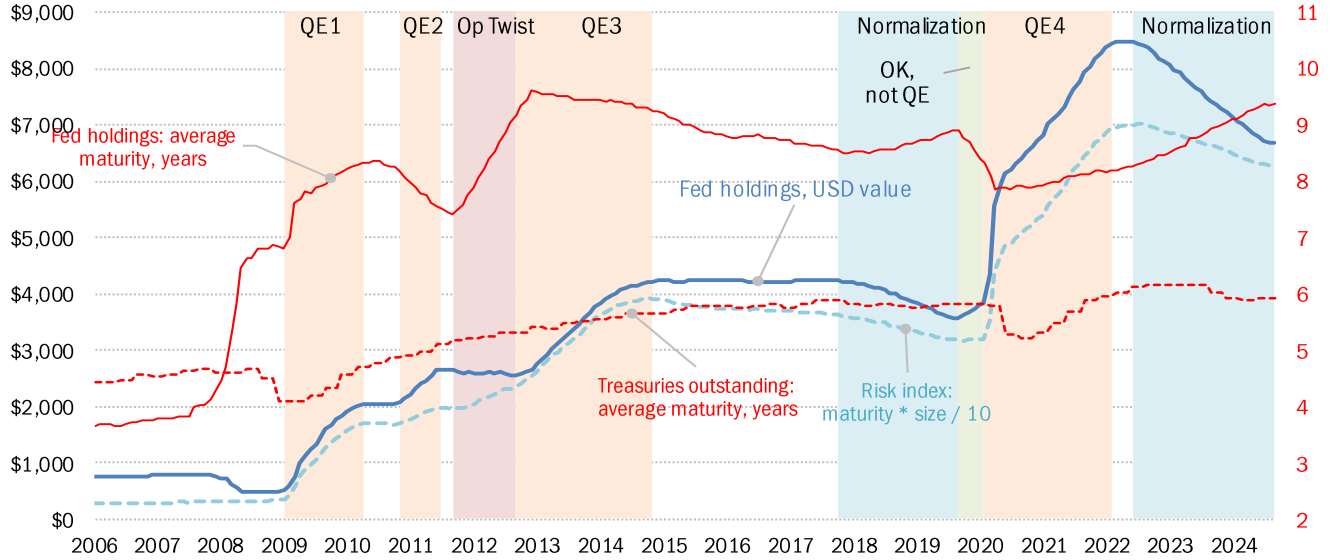 $9,000
$8,000
$7,000
$6,000
$5,000
$4,000
$3,000
$2,000
$1,000
$0
QE1
QE2
Op Twist
QE3
Normalization
QE4
Normalization
OK,
not QE
Fed holdings: average
maturity, years
Fed holdings, USD value
Treasuries outstanding:
average maturity, years
Risk index:
maturity * size / 10
11
10
9
8
7
6
5
4
3
2
2006 2007 2008 2009 2010 2011 2012 2013 2014 2015 2016 2017 2018 2019 2020 2021 2022 2023 2024